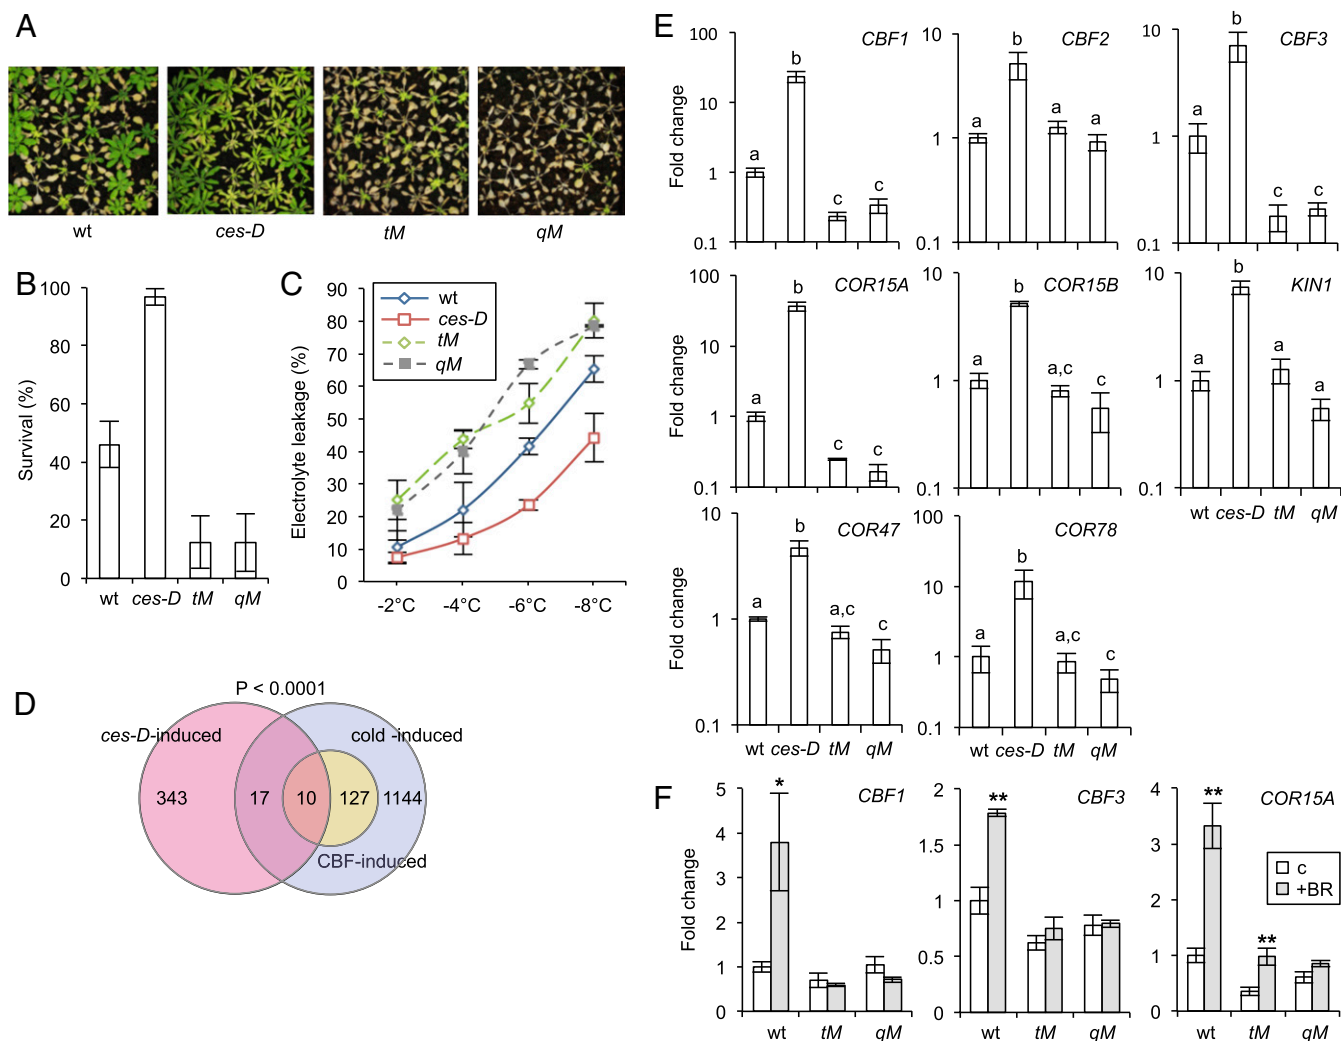 A
wt
ces-D
tM
qM
B
Survival (%)
100
80
60
40
20
0
wt
ces-D
tM
qM
C
Electrolyte leakage (%)
90
80
70
60
50
40
30
20
10
0
wt
ces-D
tM
qM
-2°C
-4°C
-6°C
-8°C
D
P < 0.0001
ces-D-induced
cold -induced
343
17
10
127
1144
CBF-induced
E
Fold change
100
10
1
0.1
CBF1
a
b
c
c
10
1
0.1
CBF2
a
b
a
a
10
1
0.1
CBF3
a
b
c
c
Fold change
100
10
1
0.1
COR15A
a
b
c
c
10
1
0.1
COR15B
a
b
a,c
c
10
1
0.1
KIN1
a
b
a
a
wt ces-D tM qM
Fold change
10
1
0.1
COR47
a
b
a,c
c
wt ces-D tM qM
100
10
1
0.1
COR78
a
b
a,c
c
wt ces-D tM qM
F
Fold change
5
4
5
2
1
0
CBF1
*
wt
tM
qM
2
1.5
1
0.5
0
CBF3
**
wt
tM
qM
4
3
2
1
0
COR15A
**
**
c
+BR
wt
tM
qM